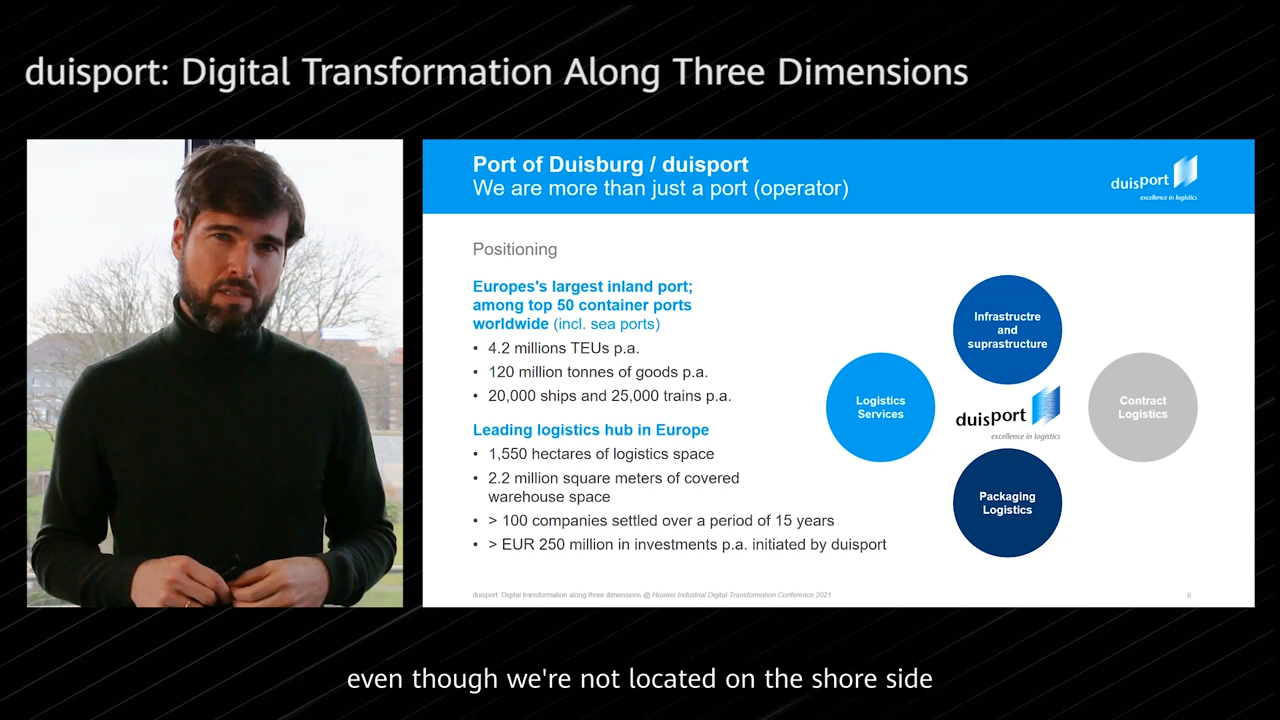 duisport: Digital Transformation Along Three Dimensions
Port of Duisburg / duisport
We are more than just a port (operator)
duisport
excellence in logistics
Positioning
Europes's largest inland port;
among top 50 container ports
worldwide (incl. sea ports)
• 4.2 millions TEUs p.a.
• 120 million tonnes of goods p.a.
• 20,000 ships and 25,000 trains p.a.
Leading logistics hub in Europe
• 1,550 hectares of logistics space
• 2.2 million square meters of covered
warehouse space
• > 100 companies settled over a period of 15 years
• > EUR 250 million in investments p.a. initiated by duisport
Infrastructre
and
suprastructure
Logistics
Services
duisport
excellence in logistics
Contract
Logistics
Packaging
Logistics
duisport: Digital transformation along three dimensions @ Huawei Industrial Digital Transformation Conference 2021
6
even though we're not located on the shore side